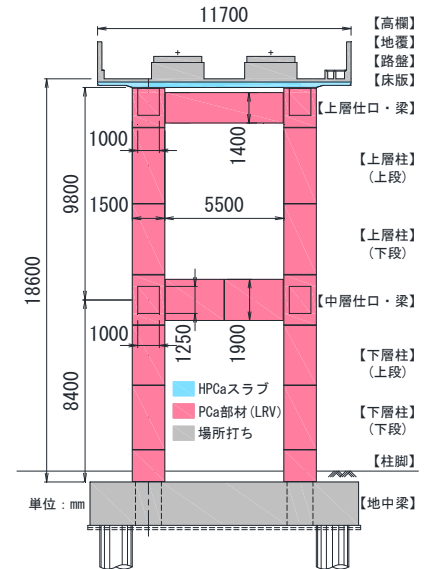 11700
【高欄】
【地覆】
【路盤】
【床版】
【上層仕口・梁】
1000
1400
【上層柱】
(上段)
9800
1500
5500
18600
【上層柱】
(下段)
【中層仕口・梁】
1000
1250
1900
8400
【下層柱】
(上段)
HPCaスラブ
PCa部材(LRV)
場所打ち
【下層柱】
(下段)
【柱脚】
単位：mm
【地中梁】